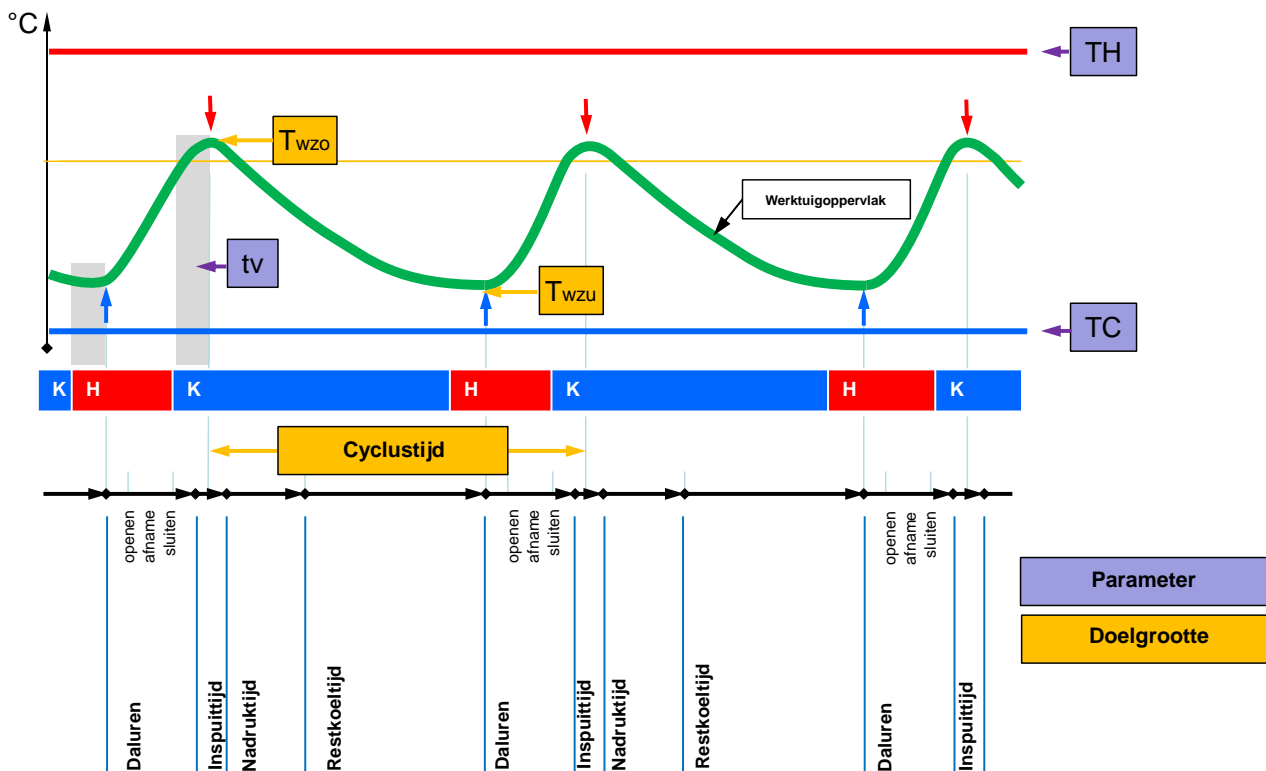 °C
TH
Twzo
Werktuigoppervlak
tv
Twzu
TC
K
H
K
H
K
H
K
Cyclustijd
openen
afname
sluiten
openen
afname
sluiten
openen
afname
sluiten
Parameter
Doelgrootte
Daluren
Inspuittijd
Nadruktijd
Restkoeltijd
Daluren
Inspuittijd
Nadruktijd
Restkoeltijd
Daluren
Inspuittijd